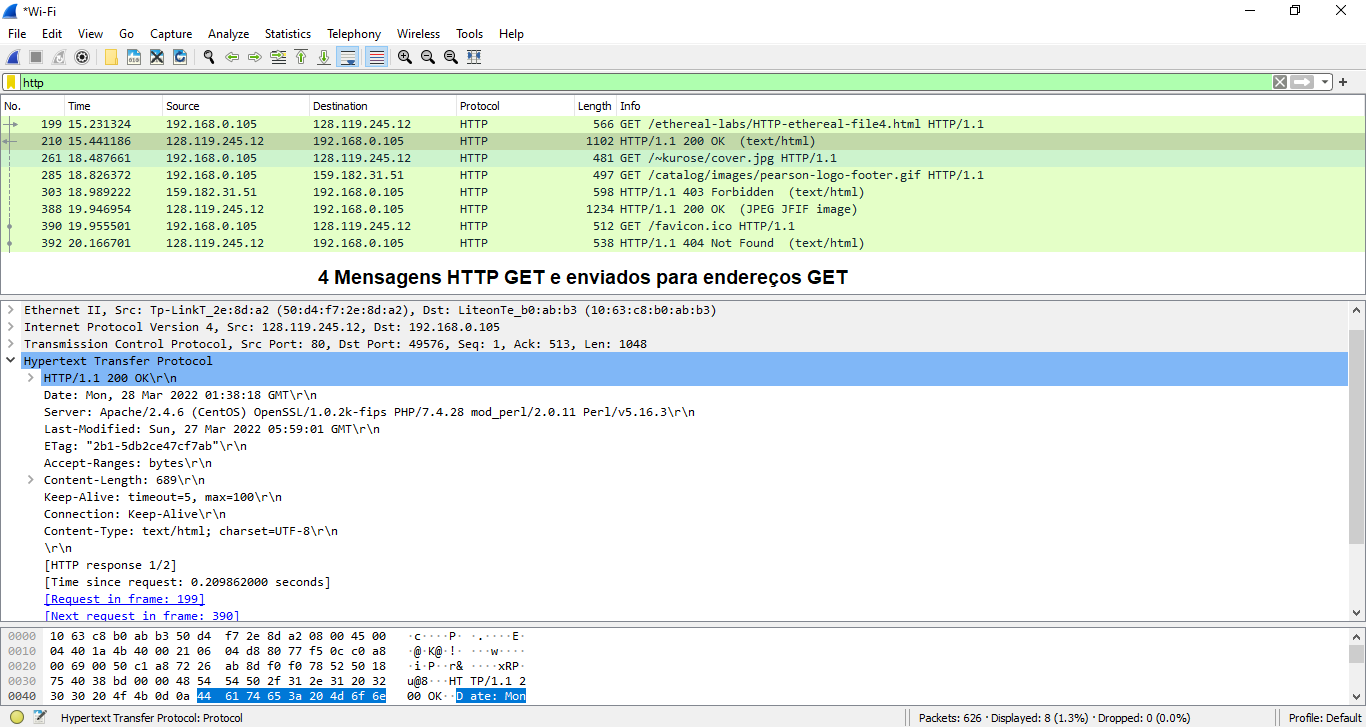 *Wi-Fi
File Edit View Go Capture Analyze Statistics Telephony Wireless Tools Help
http
No. Time Source Destination Protocol Length Info
199 15.231324 192.168.0.105 128.119.245.12 HTTP 566 GET /ethereal-labs/HTTP-ethereal-file4.html HTTP/1.1
210 15.441186 128.119.245.12 192.168.0.105 HTTP 1102 HTTP/1.1 200 OK (text/html)
261 18.487661 192.168.0.105 128.119.245.12 HTTP 481 GET /~kurose/cover.jpg HTTP/1.1
285 18.826372 192.168.0.105 159.182.31.51 HTTP 497 GET /catalog/images/pearson-logo-footer.gif HTTP/1.1
303 18.989222 159.182.31.51 192.168.0.105 HTTP 598 HTTP/1.1 403 Forbidden (text/html)
388 19.946954 128.119.245.12 192.168.0.105 HTTP 1234 HTTP/1.1 200 OK (JPEG JFIF image)
390 19.955501 192.168.0.105 128.119.245.12 HTTP 512 GET /favicon.ico HTTP/1.1
392 20.166701 128.119.245.12 192.168.0.105 HTTP 538 HTTP/1.1 404 Not Found (text/html)
4 Mensagens HTTP GET e enviados para endereços GET
Ethernet II, Src: Tp-LinkT_2e:8d:a2 (50:d4:f7:2e:8d:a2), Dst: LiteonTe_b0:ab:b3 (10:63:c8:b0:ab:b3)
Internet Protocol Version 4, Src: 128.119.245.12, Dst: 192.168.0.105
Transmission Control Protocol, Src Port: 80, Dst Port: 49576, Seq: 1, Ack: 513, Len: 1048
Hypertext Transfer Protocol
HTTP/1.1 200 OK\r\n
Date: Mon, 28 Mar 2022 01:38:18 GMT\r\n
Server: Apache/2.4.6 (CentOS) OpenSSL/1.0.2k-fips PHP/7.4.28 mod_perl/2.0.11 Perl/v5.16.3\r\n
Last-Modified: Sun, 27 Mar 2022 05:59:01 GMT\r\n
ETag: "2b1-5db2ce47cf7ab"\r\n
Accept-Ranges: bytes\r\n
Content-Length: 689\r\n
Keep-Alive: timeout=5, max=100\r\n
Connection: Keep-Alive\r\n
Content-Type: text/html; charset=UTF-8\r\n
\r\n
[HTTP response 1/2]
[Time since request: 0.209862000 seconds]
[Request in frame: 199]
[Next request in frame: 390]
0000 10 63 c8 b0 ab b3 50 d4 f7 2e 8d a2 08 00 45 00 ·c····P· ·.····E·
0010 04 40 1a 4b 40 00 21 06 04 d8 80 77 f5 0c c0 a8 ·@·K@·!· ···w····
0020 00 69 00 50 c1 a8 72 26 ab 8d f0 f0 78 52 50 18 ·i·P··r& ····xRP·
0030 75 40 38 bd 00 00 48 54 54 50 2f 31 2e 31 20 32 u@8···HT TP/1.1 2
0040 30 30 20 4f 4b 0d 0a 44 61 74 65 3a 20 4d 6f 6e 00 OK··D ate: Mon
Hypertext Transfer Protocol: Protocol
Packets: 626 · Displayed: 8 (1.3%) · Dropped: 0 (0.0%)
Profile: Default